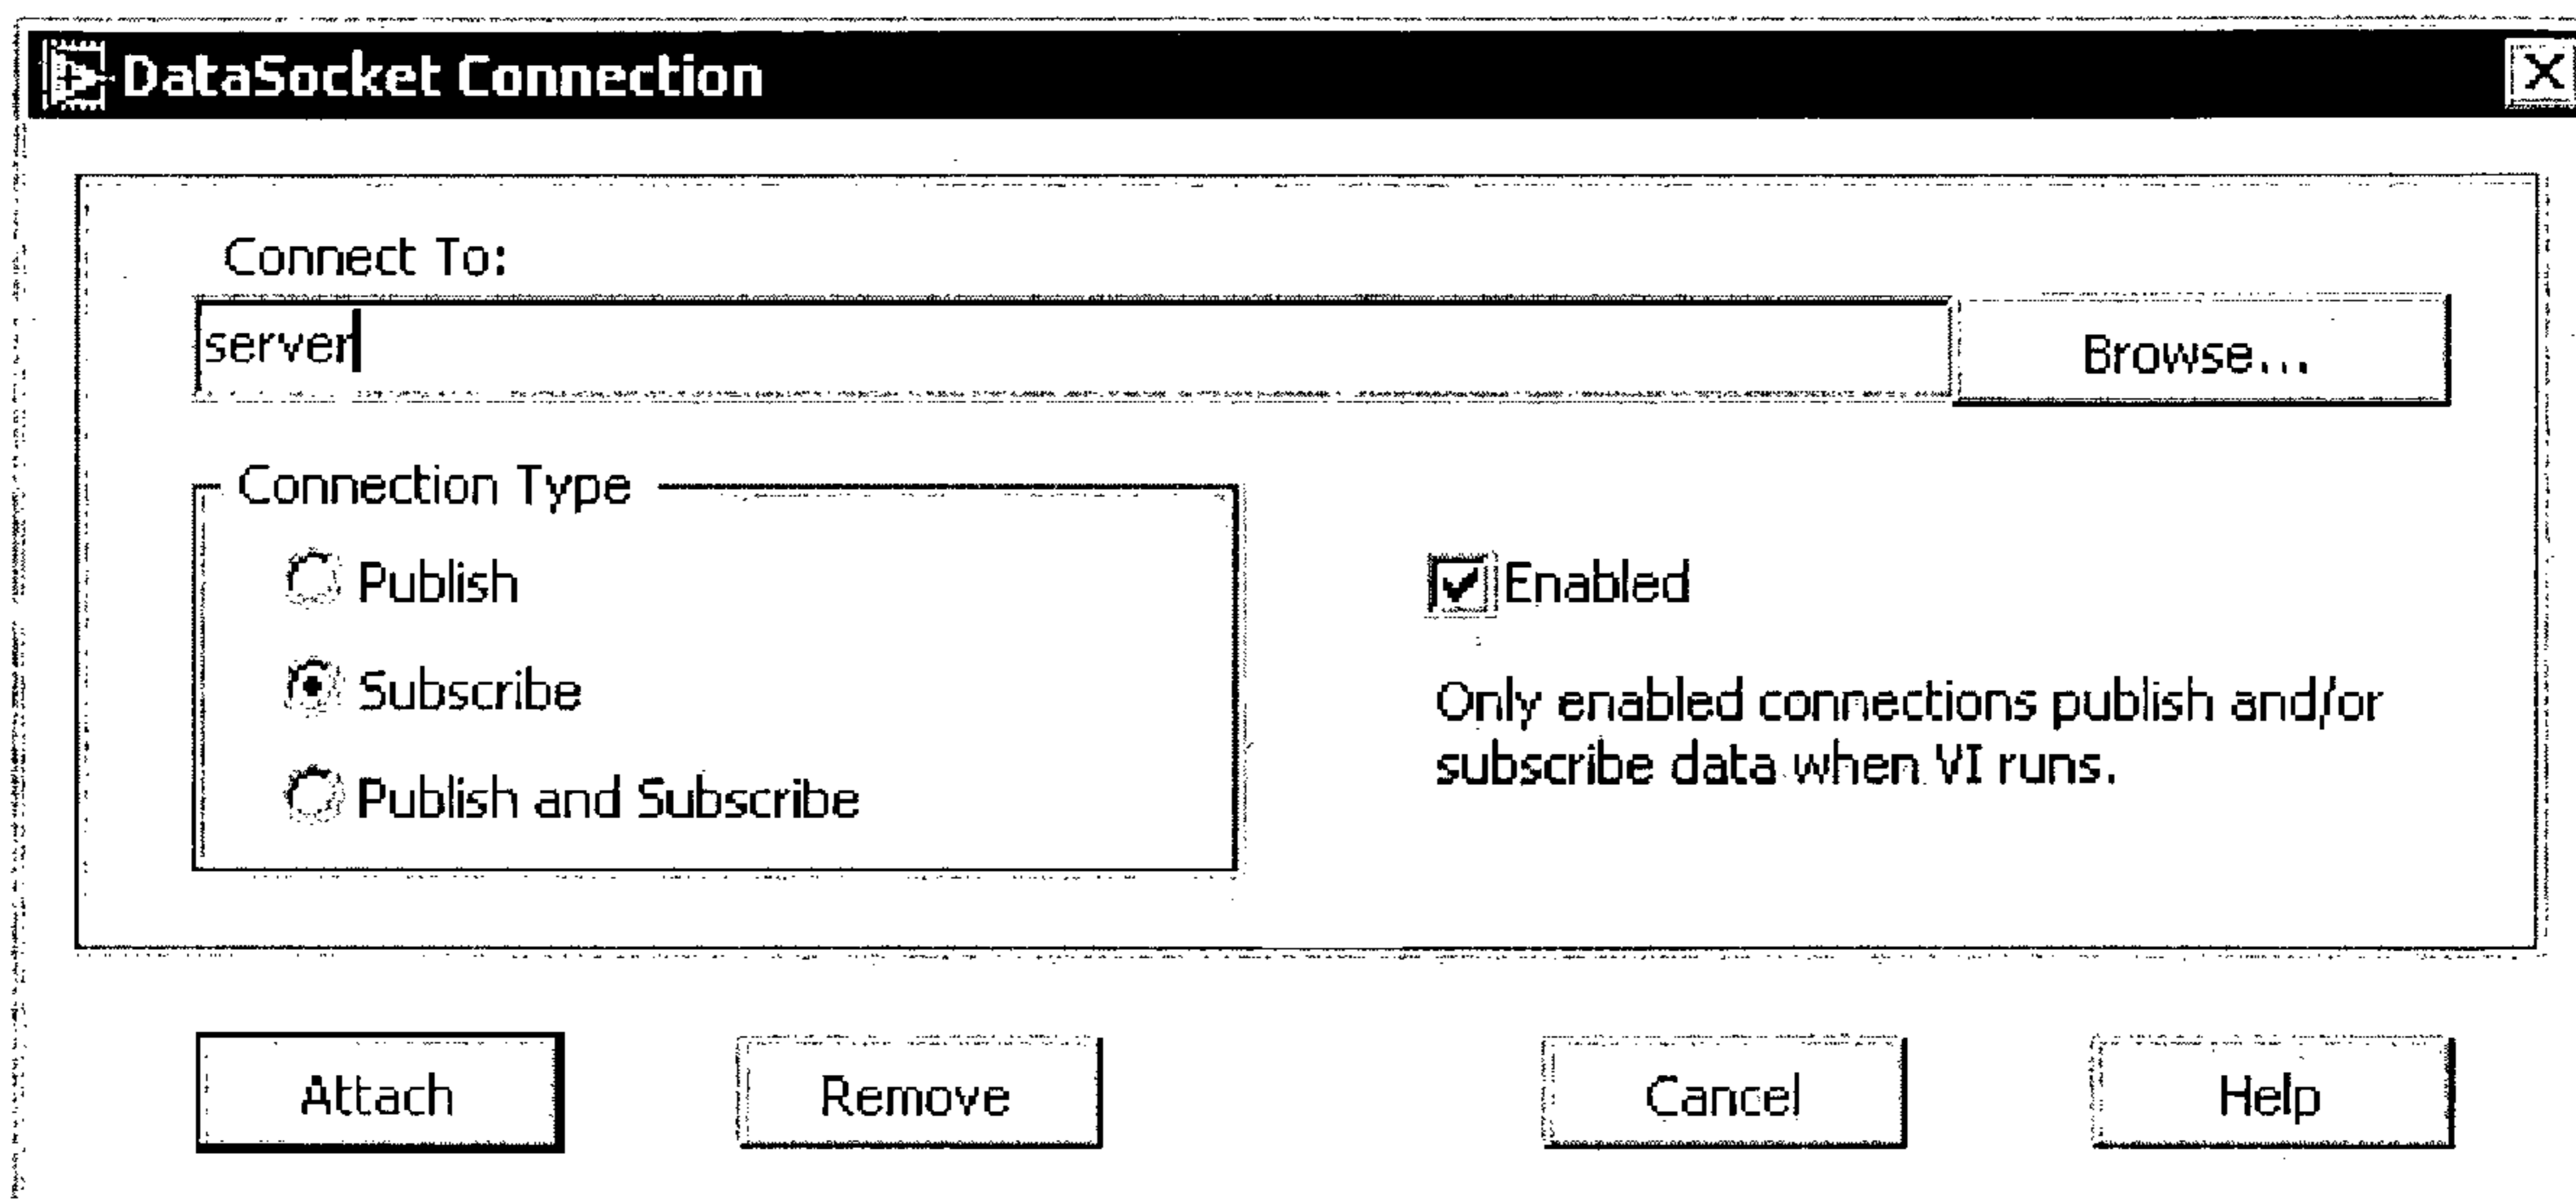 DataSocket Connection
X
Connect To:
server
Browse...
Connection Type
Publish
Subscribe
Publish and Subscribe
Enabled
Only enabled connections publish and/or
subscribe data when VI runs.
Attach
Remove
Cancel
Help